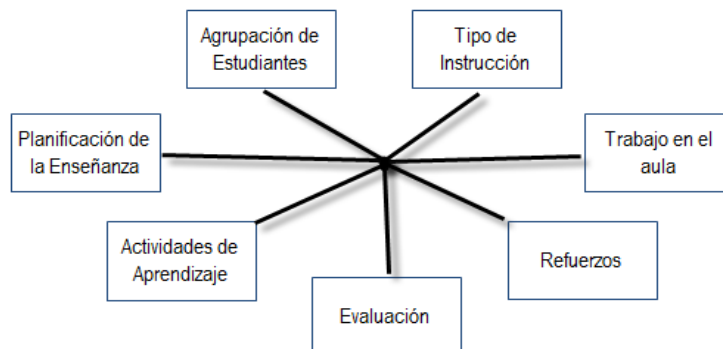 Agrupación de
Estudiantes
Tipo de
Instrucción
Planificación de
la Enseñanza
Trabajo en el
aula
Actividades de
Aprendizaje
Refuerzos
Evaluación